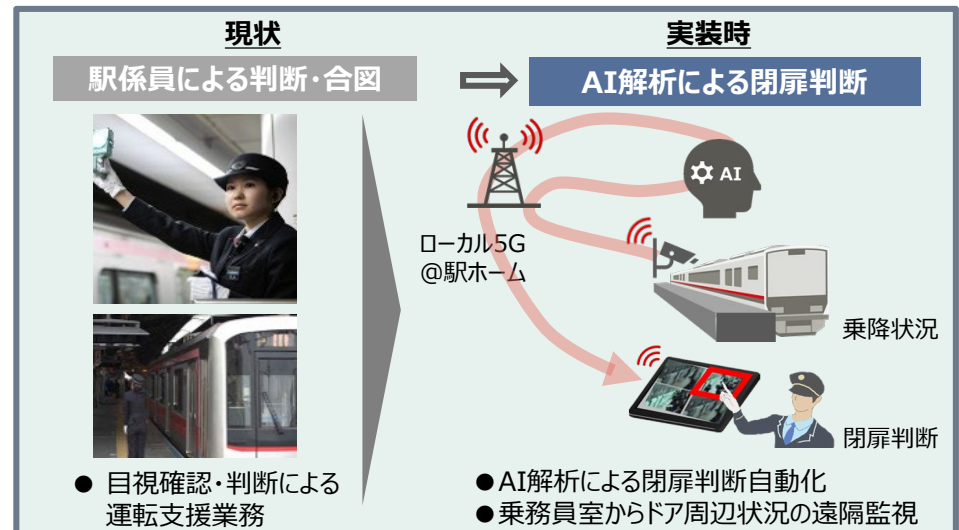 現状
駅係員による判断・合図
実装時
AI解析による閉扉判断
AI
ローカル5G
@駅ホーム
乗降状況
閉扉判断
● 目視確認・判断による
運転支援業務
●AI解析による閉扉判断自動化
●乗務員室からドア周辺状況の遠隔監視